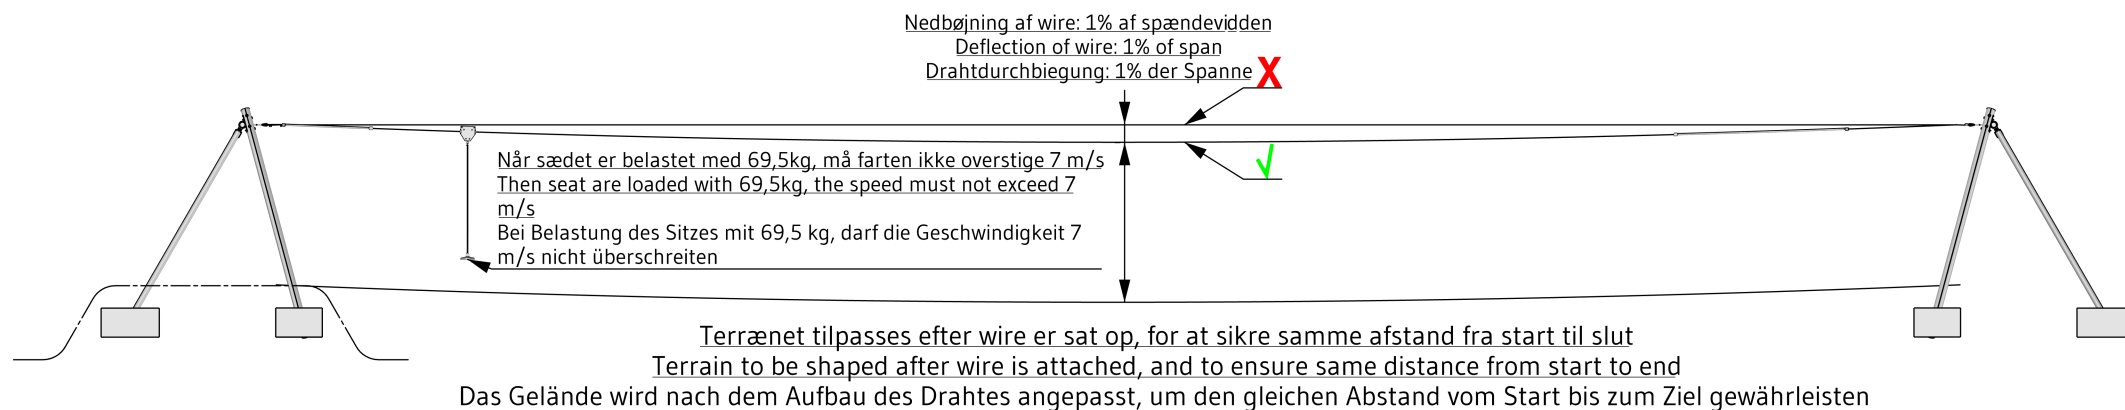 Nedbøjning af wire: 1% af spændevidden
Deflection of wire: 1% of span
Drahtdurchbiegung: 1% der Spanne
X
Når sædet er belastet med 69,5kg, må farten ikke overstige 7 m/s
Then seat are loaded with 69,5kg, the speed must not exceed 7
m/s
Bei Belastung des Sitzes mit 69,5 kg, darf die Geschwindigkeit 7
m/s nicht überschreiten
Terrænet tilpasses efter wire er sat op, for at sikre samme afstand fra start til slut
Terrain to be shaped after wire is attached, and to ensure same distance from start to end
Das Gelände wird nach dem Aufbau des Drahtes angepasst, um den gleichen Abstand vom Start bis zum Ziel gewährleisten